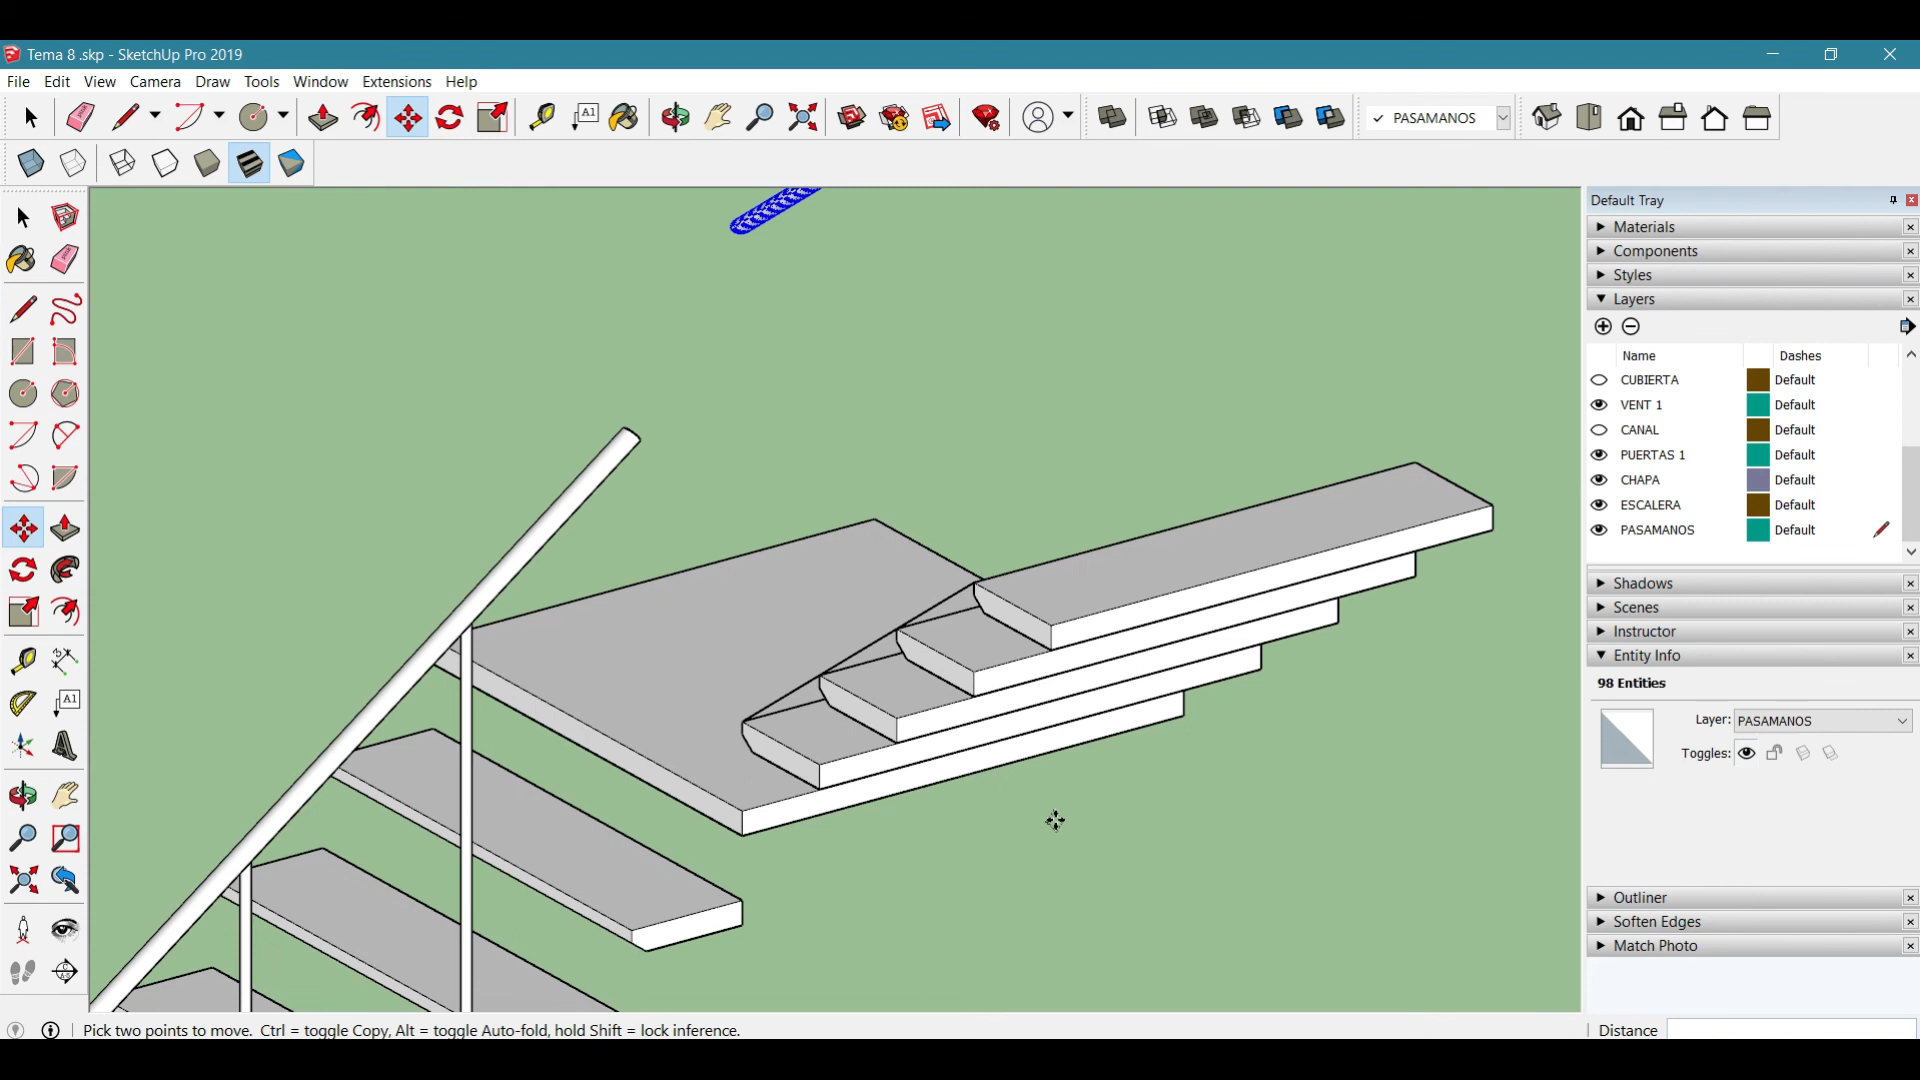 Tema 8 .skp - SketchUp Pro 2019
File Edit View Camera Draw Tools Window Extensions Help
A1
PASAMANOS
Default Tray
Materials
Components
Styles
Layers
Name Dashes
CUBIERTA Default
VENT 1 Default
CANAL Default
PUERTAS 1 Default
CHAPA Default
ESCALERA Default
PASAMANOS Default
Shadows
Scenes
Instructor
Entity Info
98 Entities
Layer: PASAMANOS
A1
Toggles:
Outliner
Soften Edges
Match Photo
Pick two points to move. Ctrl = toggle Copy, Alt = toggle Auto-fold, hold Shift = lock inference.
Distance